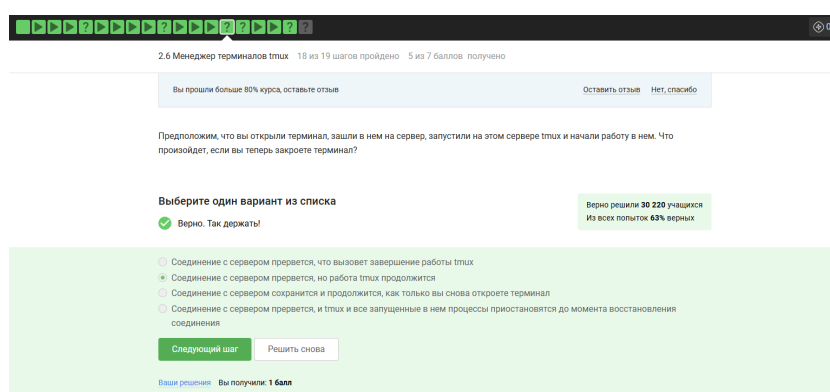 2.6 Менеджер терминалов tmux 18 из 19 шагов пройдено 5 из 7 баллов получено
Вы прошли больше 80% курса, оставьте отзыв Оставить отзыв Нет, спасибо
Предположим, что вы открыли терминал, зашли в нем на сервер, запустили на этом сервере tmux и начали работу в нем. Что
произойдет, если вы теперь закроете терминал?
Выберите один вариант из списка
Верно решили 30 220 учащихся
Из всех попыток 63% верных
Верно. Так держать!
Соединение с сервером прервется, что вызовет завершение работы tmux
Соединение с сервером прервется, но работа tmux продолжится
Соединение с сервером сохранится и продолжится, как только вы снова откроете терминал
Соединение с сервером прервется, и tmux и все запущенные в нем процессы приостановятся до момента восстановления
соединения
Следующий шаг Решить снова
Ваши решения Вы получили: 1 балл